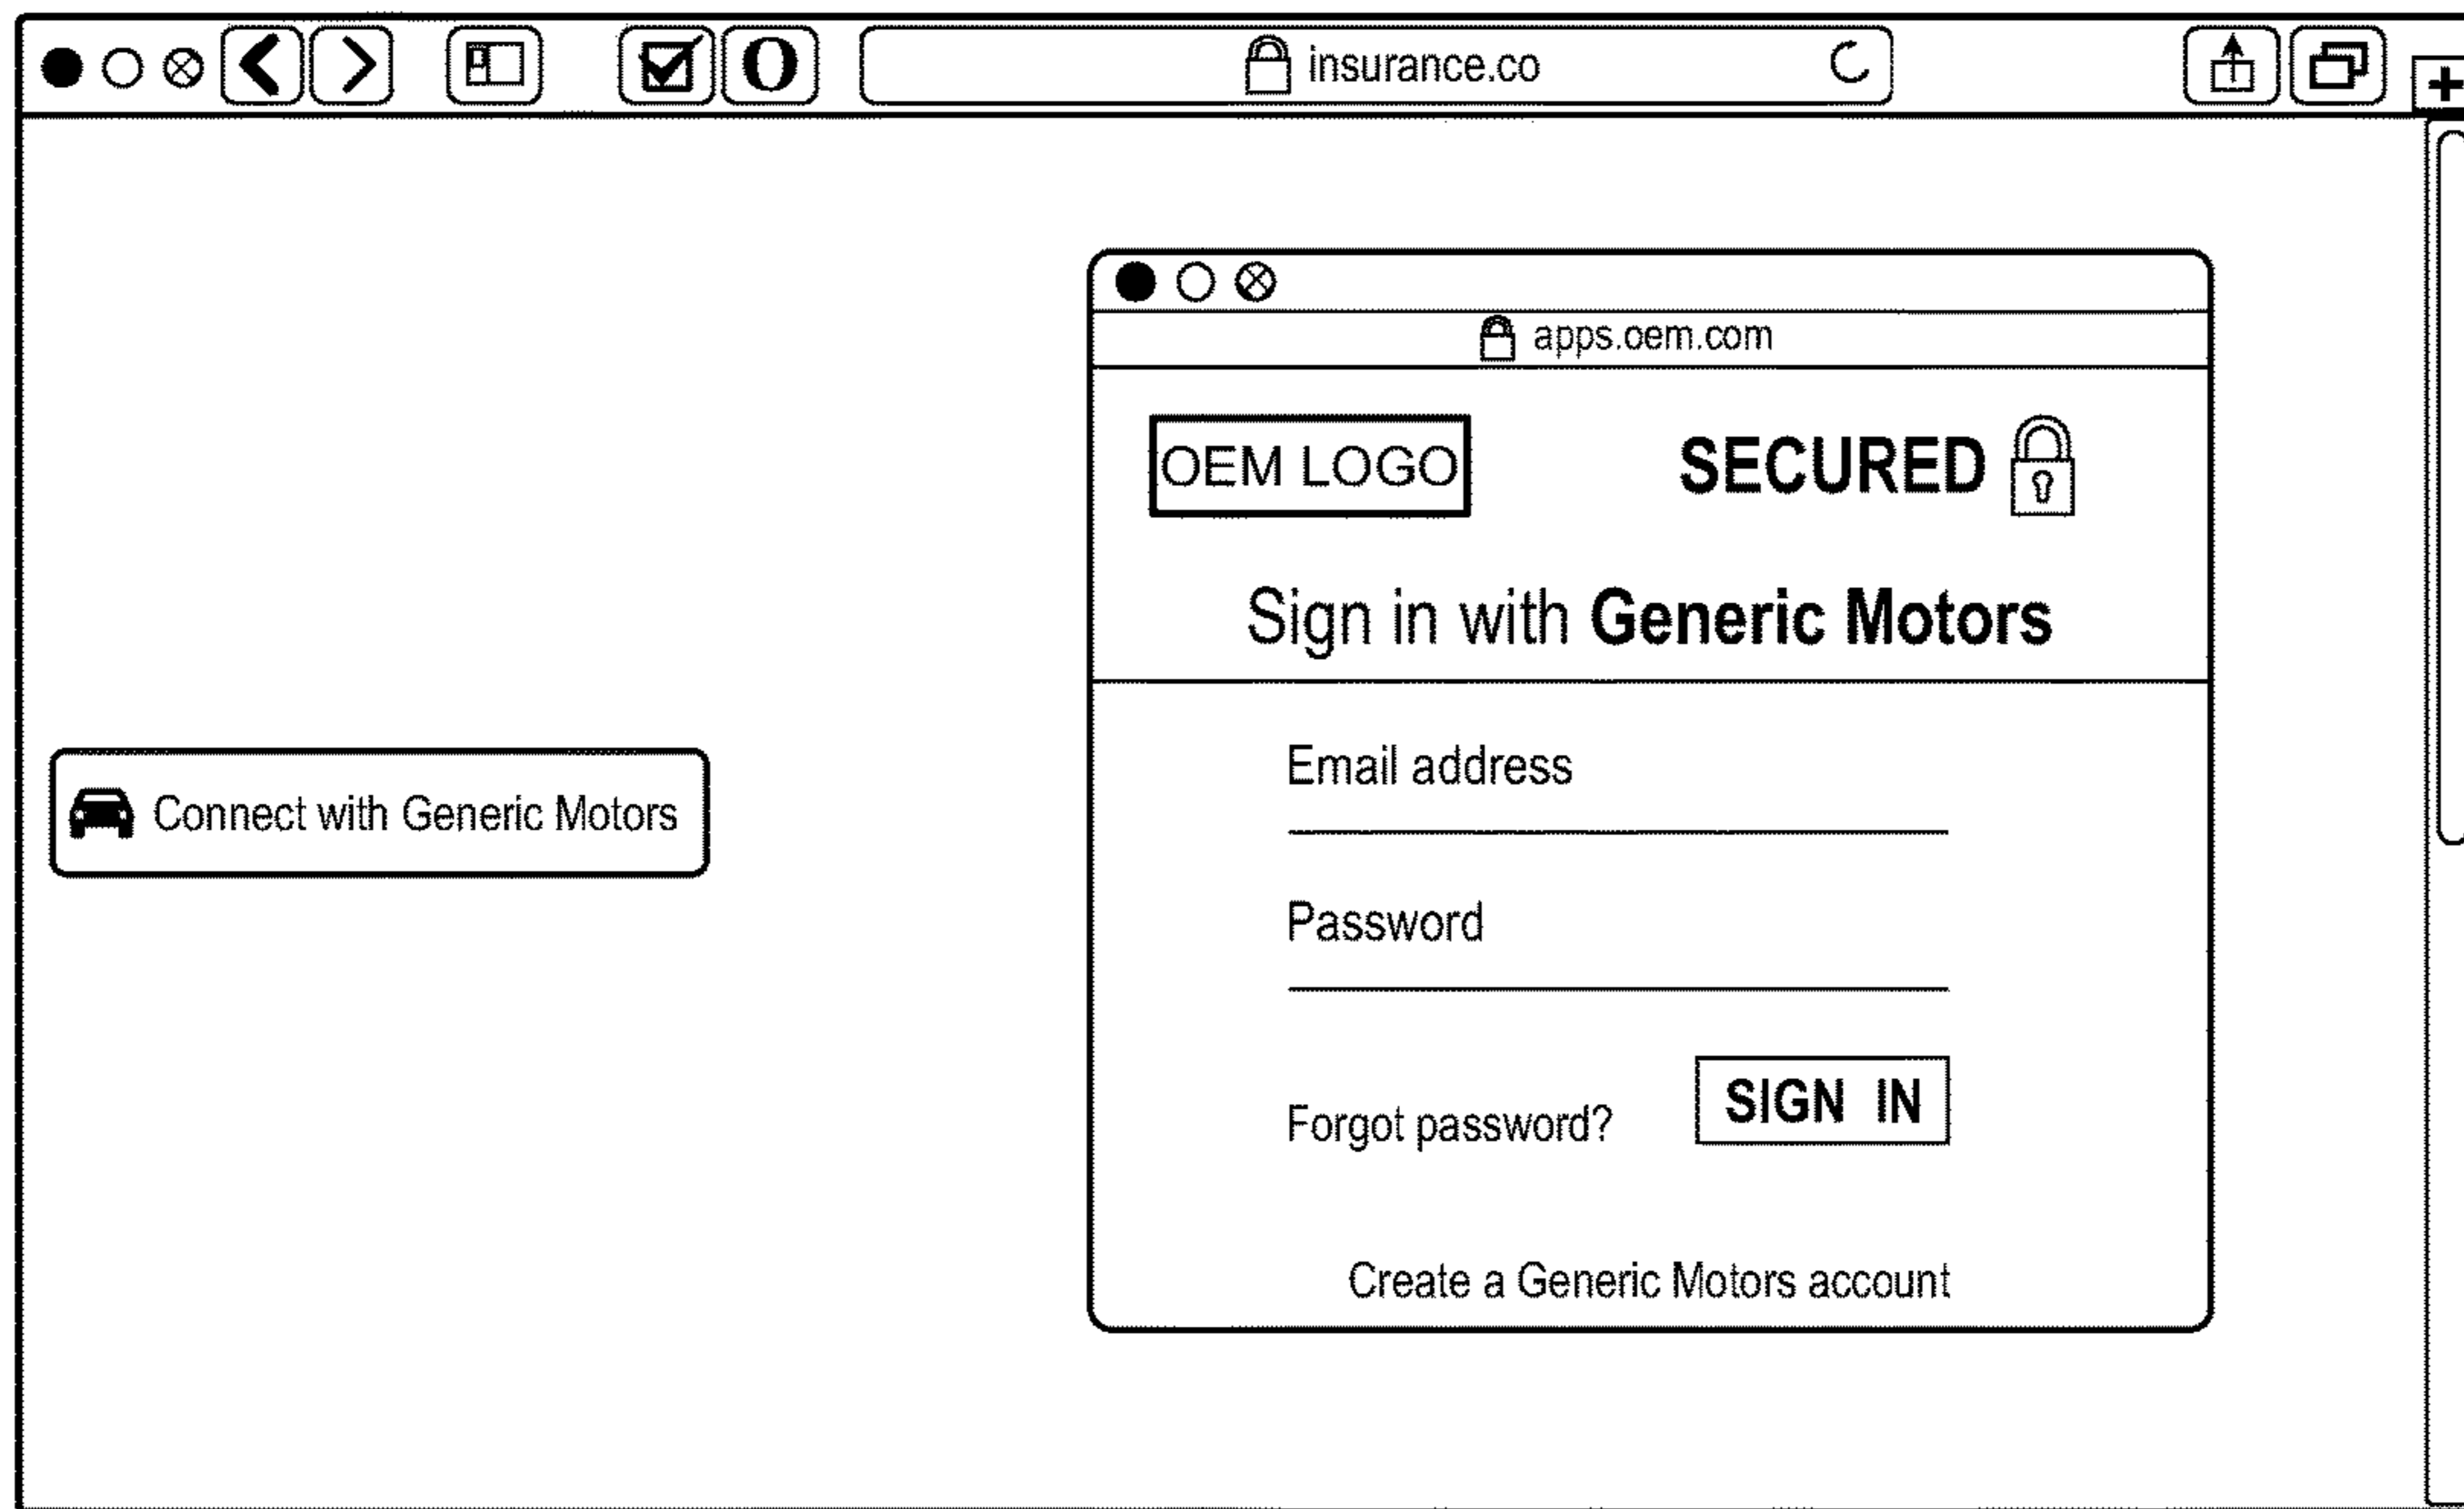 insurance.co
apps.oem.com
OEM LOGO
SECURED
Sign in with Generic Motors
Email address
Connect with Generic Motors
Password
Forgot password?
SIGN IN
Create a Generic Motors account